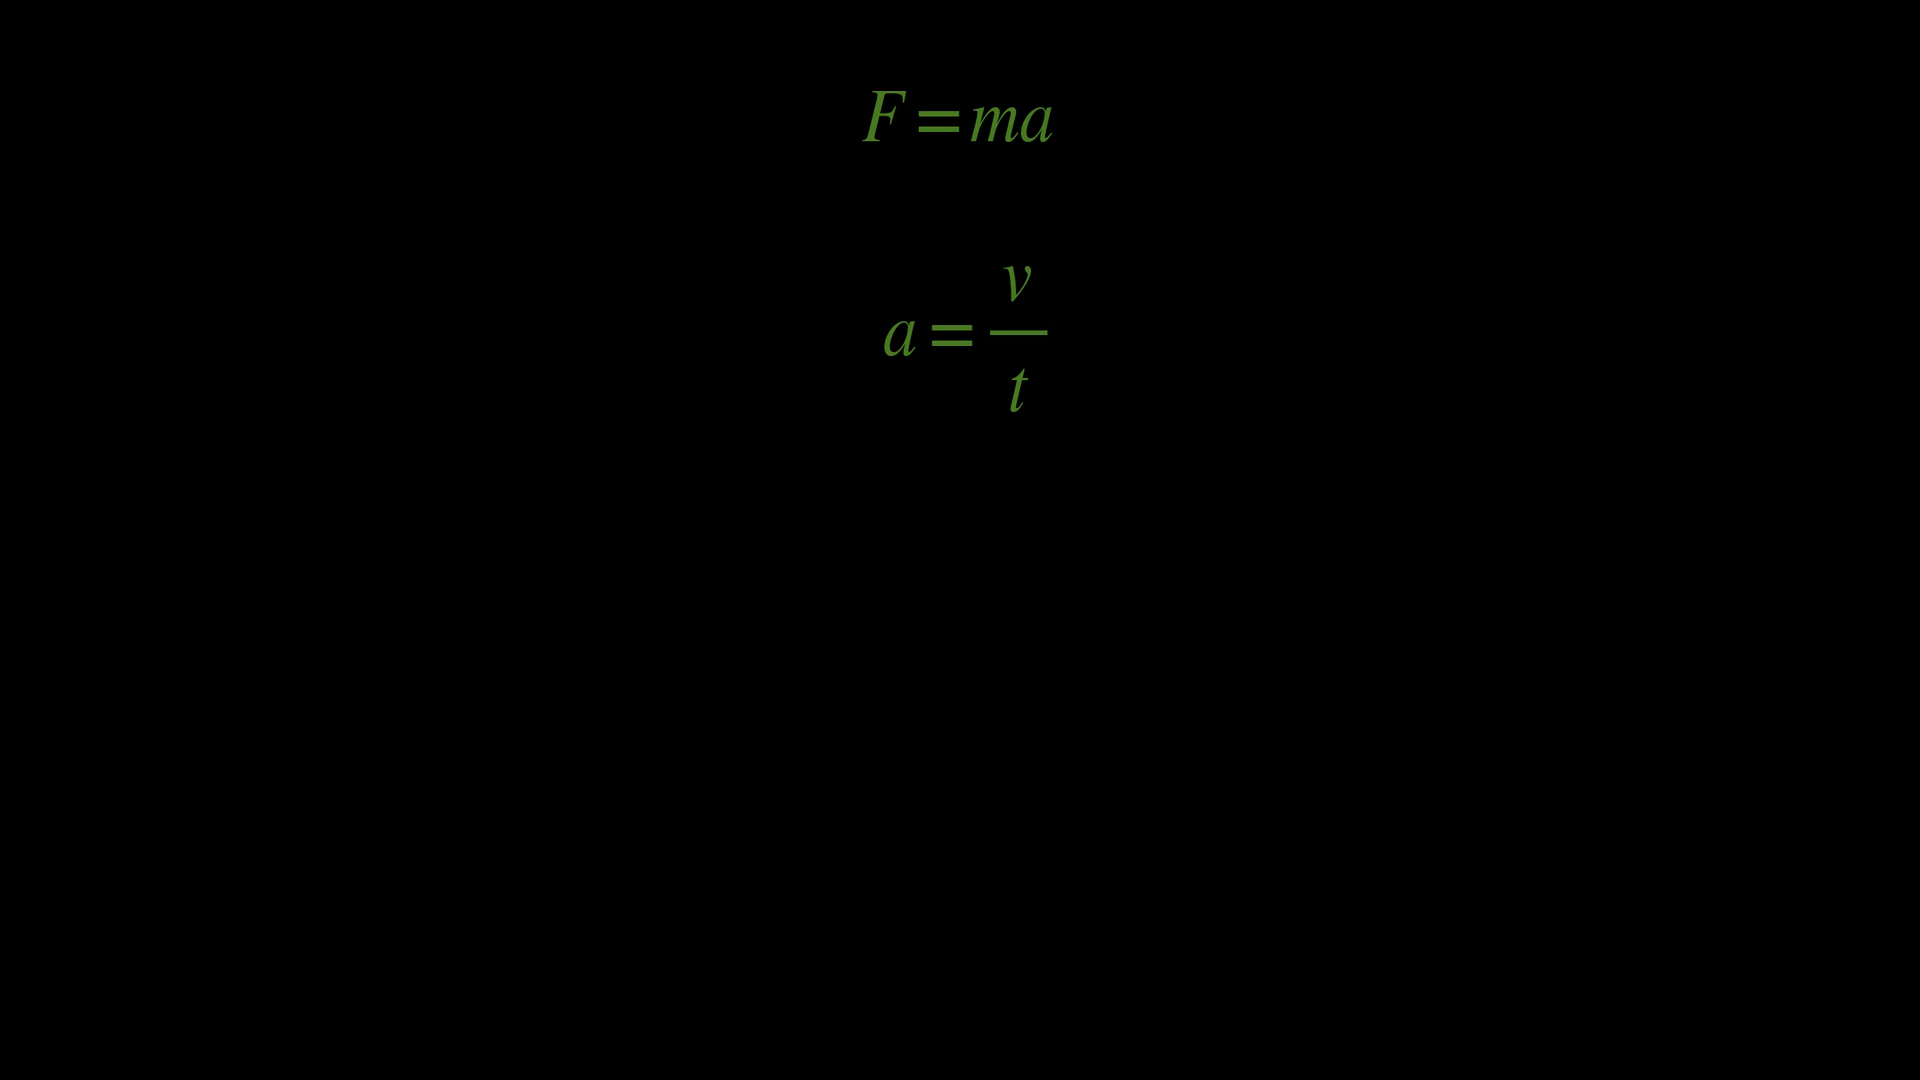 F = ma
a = v/t